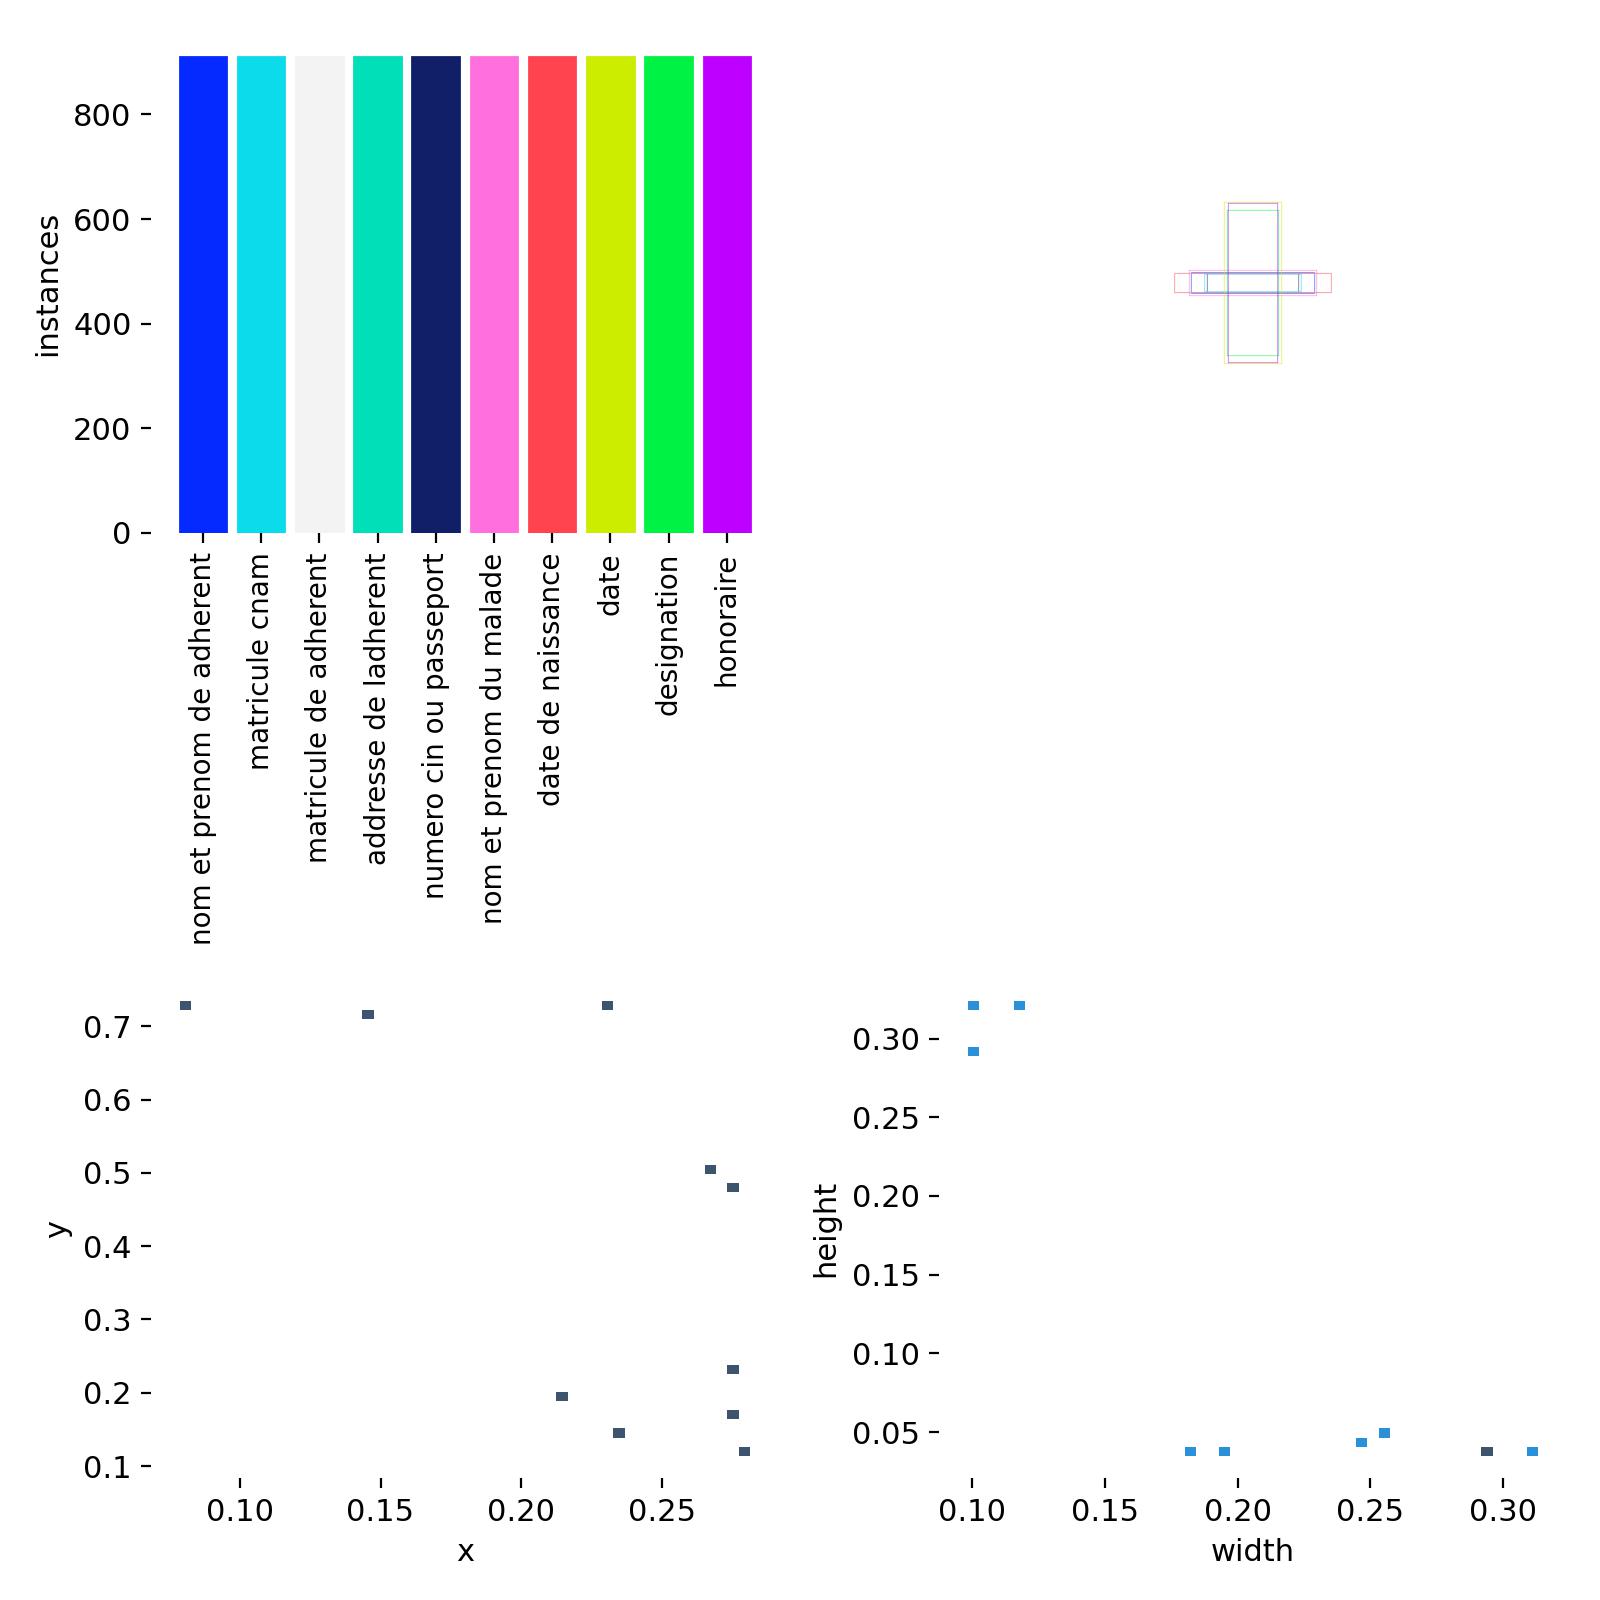 instances
800
600
400
200
0
nom et prenom de adherent
matricule cnam
matricule de adherent
addresse de ladherent
numero cin ou passeport
nom et prenom du malade
date de naissance
date
designation
honoraire
y
0.7
0.6
0.5
0.4
0.3
0.2
0.1
0.10 0.15 0.20 0.25
x
height
0.30
0.25
0.20
0.15
0.10
0.05
0.10 0.15 0.20 0.25 0.30
width